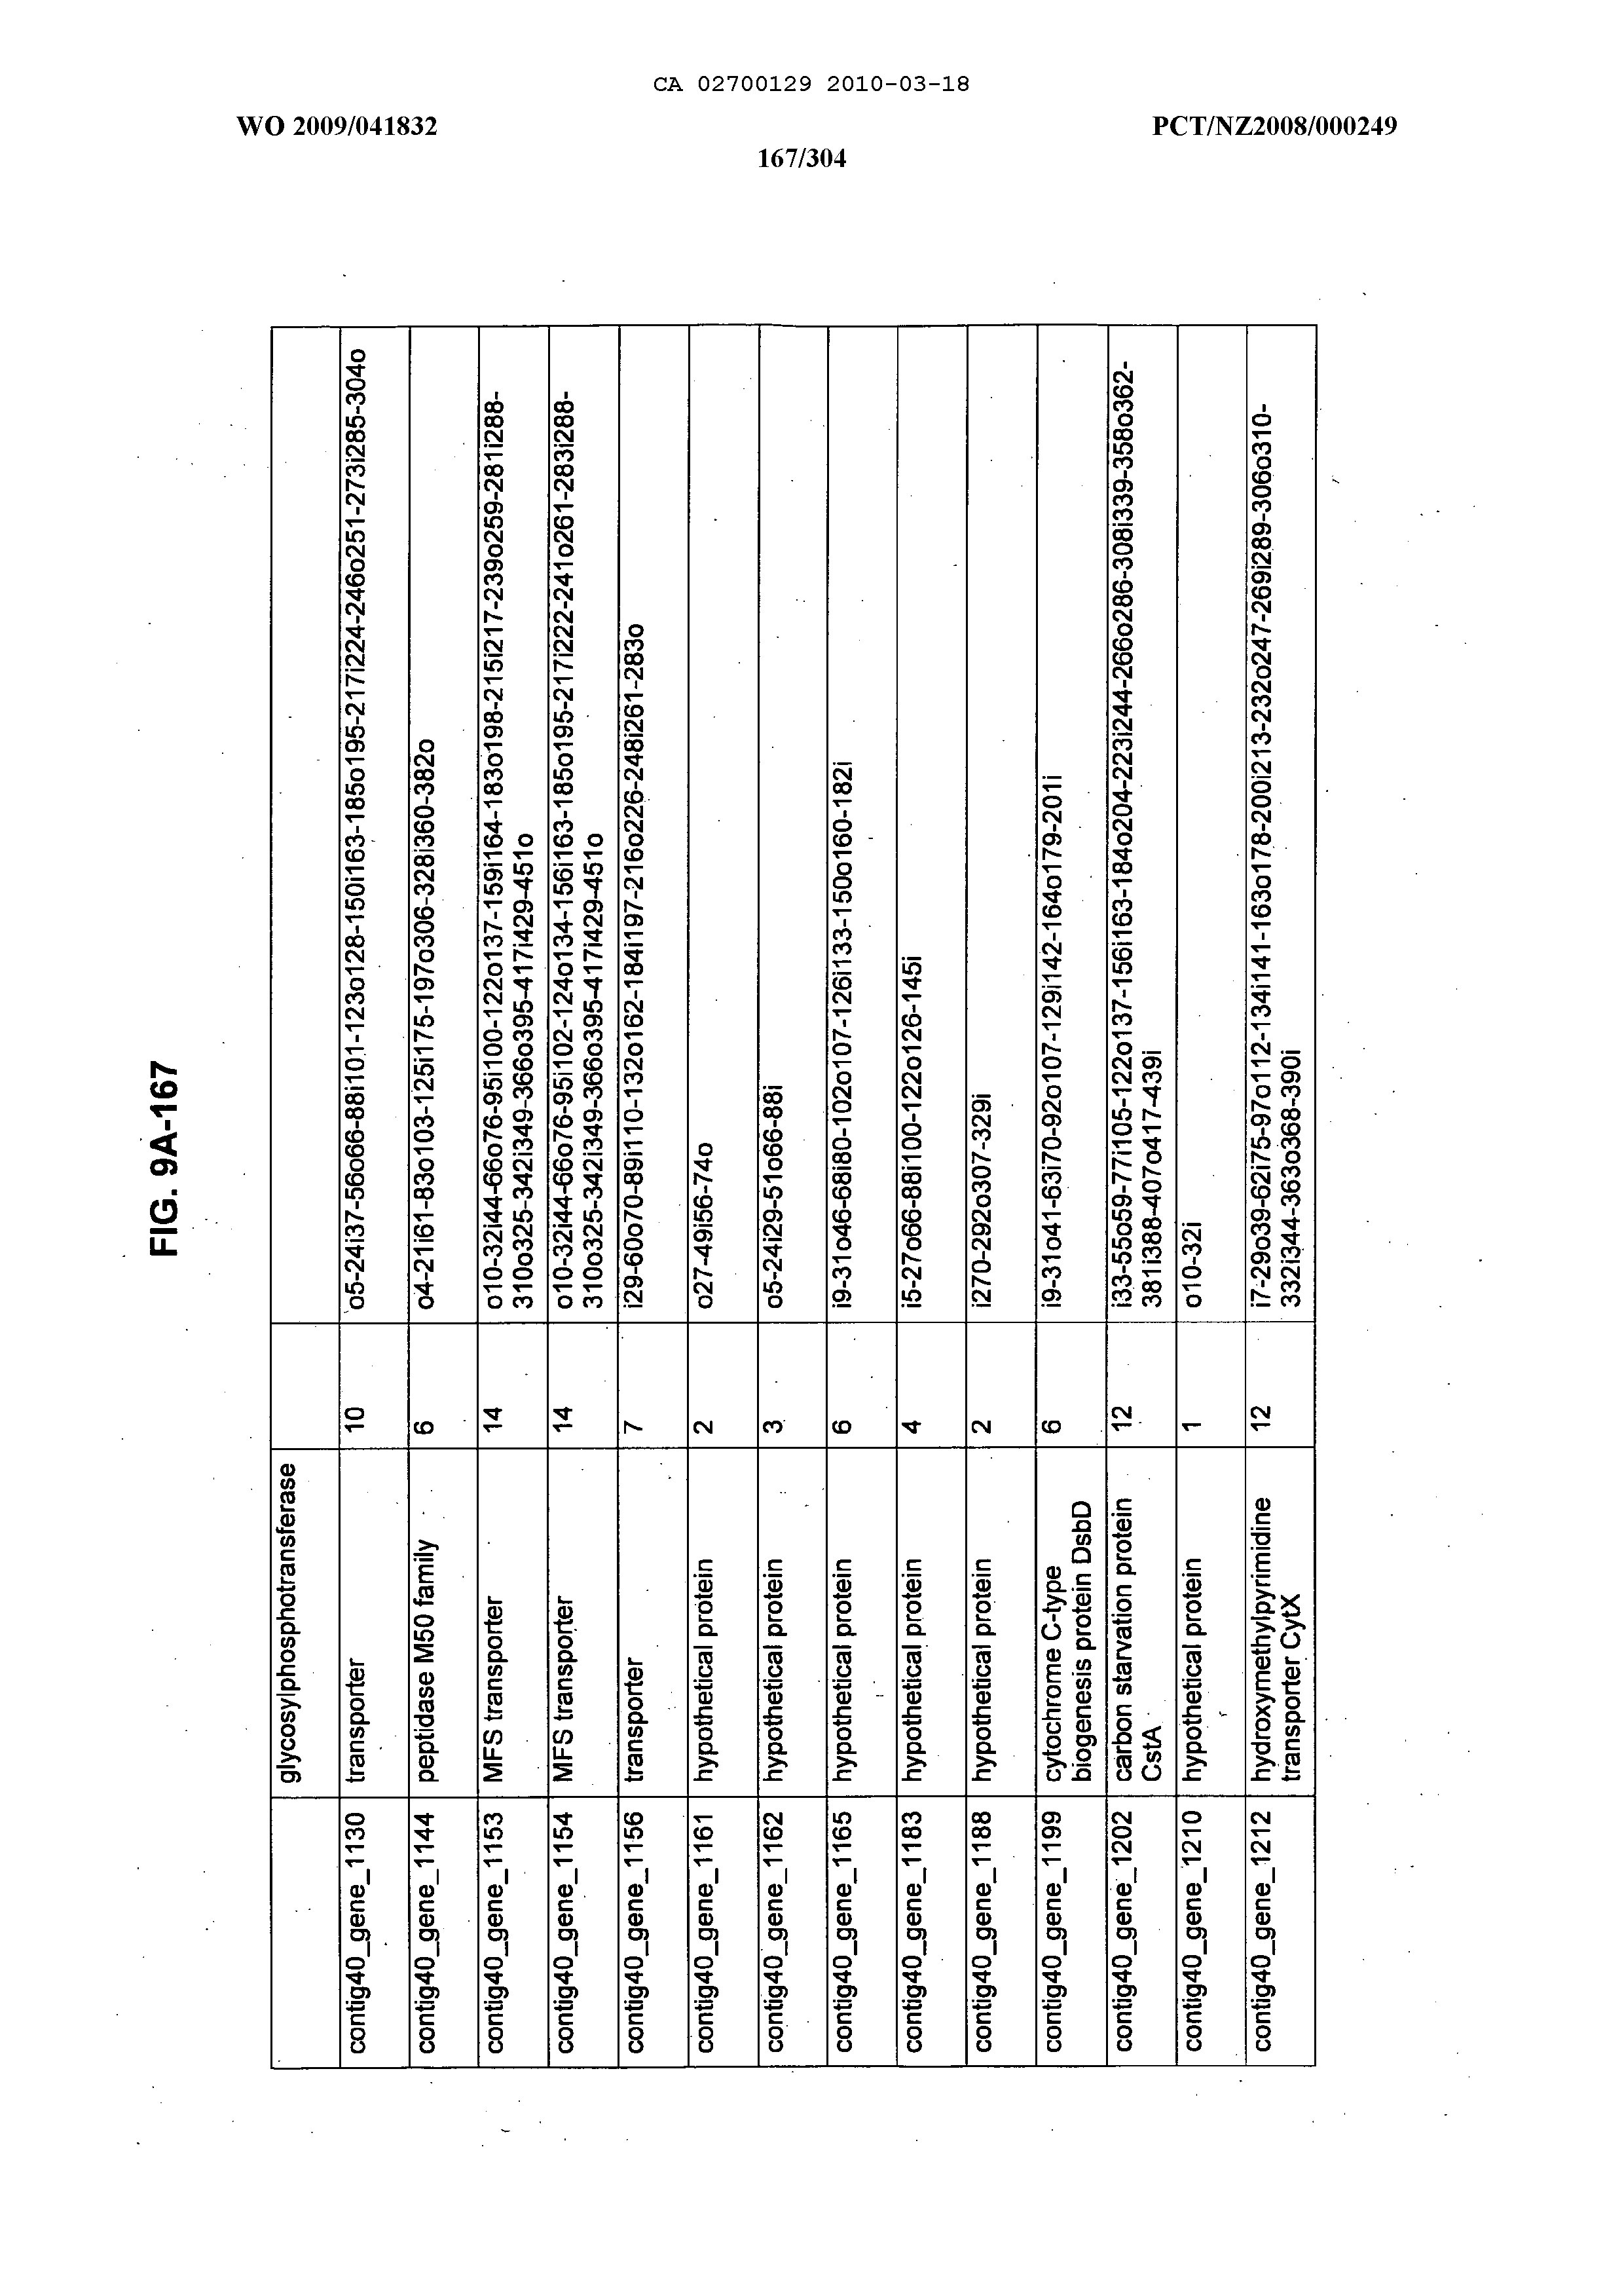 CA 02700129 2010-03-18
WO 2009/041832 PCT/NZ2008/000249
167/304
FIG. 9A-167
glycosylphosphotransferase
contig40_gene_1130 transporter 10 o5-24i37-56o66-88i101-123o128-150i163-185o195-217i224-246o251-273i285-304o
contig40_gene_1144 peptidase M50 family 6 o4-21i61-83o103-125i175-197o306-328i360-382o
contig40_gene_1153 MFS transporter 14 o10-32i44-66o76-95i100-122o137-159i164-183o198-215i217-239o259-281i288-
310o325-342i349-366o395-417i429-451o
contig40_gene_1154 MFS transporter 14 o10-32i44-66o76-95i102-124o134-156i163-185o195-217i222-241o261-283i288-
310o325-342i349-366o395-417i429-451o
contig40_gene_1156 transporter 7 i29-60o70-89i110-132o162-184i197-216o226-248i261-283o
contig40_gene_1161 hypothetical protein 2 o27-49i56-74o
contig40_gene_1162 hypothetical protein 3 o5-24i29-51o66-88i
contig40_gene_1165 hypothetical protein 6 i9-31o46-68i80-102o107-126i133-150o160-182i
contig40_gene_1183 hypothetical protein 4 i5-27o66-88i100-122o126-145i
contig40_gene_1188 hypothetical protein 2 i270-292o307-329i
contig40_gene_1199 cytochrome C-type 6 i9-31o41-63i70-92o107-129i142-164o179-201i
biogenesis protein DsbD
contig40_gene_1202 carbon starvation protein 12 i33-55o59-77i105-122o137-156i163-184o204-223i244-266o286-308i339-358o362-
CstA 381i388-407o417-439i
contig40_gene_1210 hypothetical protein 1 o10-32i
contig40_gene_1212 hydroxymethylpyrimidine 12 i7-29o39-62i75-97o112-134i141-163o178-200i213-232o247-269i289-306o310-
transporter CytX 332i344-363o368-390i